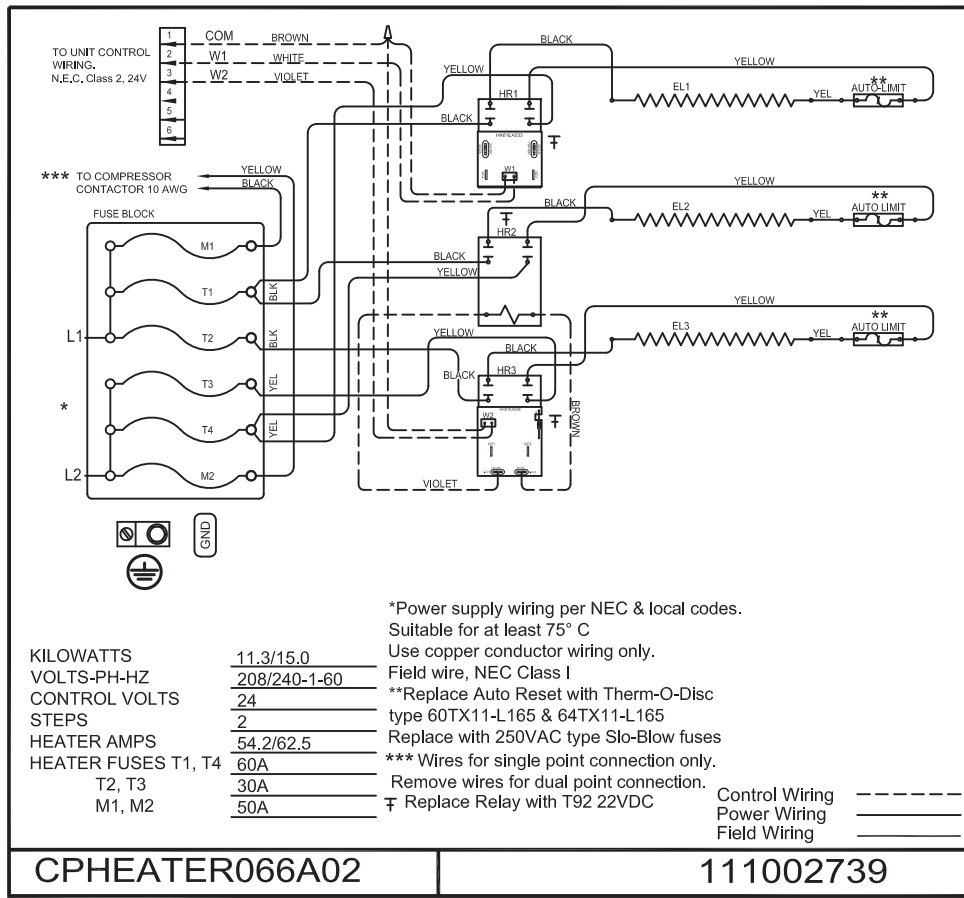 TO UNIT CONTROL
WIRING.
N.E.C. Class 2, 24V
1
2
3
4
5
6
COM
BROWN
W1
WHITE
W2
VIOLET
BLACK
YELLOW
YELLOW
HR1
BLACK
EL1
YEL
**
AUTO-LIMIT
HK61EA003
W1
Ŧ
*** TO COMPRESSOR
CONTACTOR 10 AWG
YELLOW
BLACK
FUSE BLOCK
M1
T1
BLK
L1
T2
BLK
T3
YEL
*
T4
YEL
L2
M2
GND
BLACK
YELLOW
Ŧ
HR2
BLACK
YELLOW
EL2
YEL
**
AUTO LIMIT
YELLOW
YELLOW
BLACK
BLACK
HR3
EL3
YEL
**
AUTO LIMIT
W2
Ŧ
BROWN
VIOLET
*Power supply wiring per NEC & local codes.
Suitable for at least 75° C
Use copper conductor wiring only.
Field wire, NEC Class I
**Replace Auto Reset with Therm-O-Disc
type 60TX11-L165 & 64TX11-L165
Replace with 250VAC type Slo-Blow fuses
*** Wires for single point connection only.
Remove wires for dual point connection.
Ŧ Replace Relay with T92 22VDC
KILOWATTS 11.3/15.0
VOLTS-PH-HZ 208/240-1-60
CONTROL VOLTS 24
STEPS 2
HEATER AMPS 54.2/62.5
HEATER FUSES T1, T4 60A
T2, T3 30A
M1, M2 50A
Control Wiring
Power Wiring
Field Wiring
CPHEATER066A02
111002739